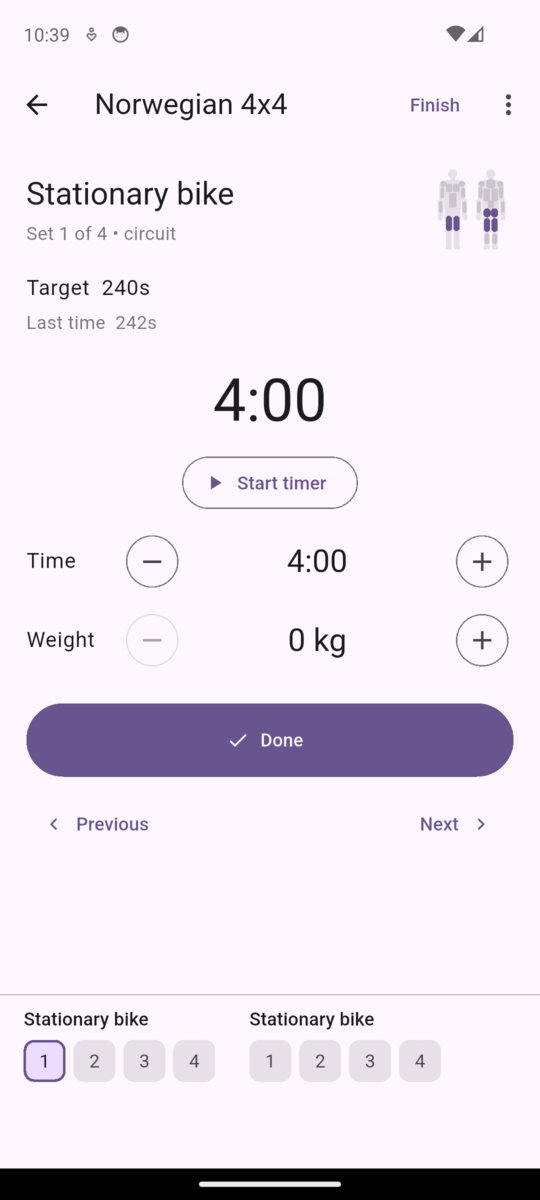 10:39
Norwegian 4x4
Finish
Stationary bike
Set 1 of 4 • circuit
Target 240s
Last time 242s
4:00
Start timer
Time
4:00
Weight
0 kg
Done
Previous
Next
Stationary bike
1 2 3 4
Stationary bike
1 2 3 4